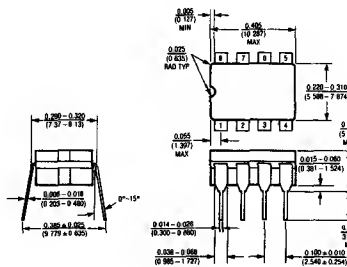 0.005
(0 127)
MIN
0.405
(10 287)
MAX
0.025
(0 635)
RAD TYP
8 7 6 5
0.220-0.310
(5 588 - 7 874)
1 2 3 4
0.290-0.320
(7 37 - 8 13)
0.055
(1 397)
MAX
0.015-0.060
(0 381 - 1 524)
0.008-0.018
(0 203 - 0 460)
0°-15°
0.385 ± 0.025
(9 779 ± 0 635)
0.014-0.026
(0.300-0 660)
0.038-0.068
(0 985 - 1 727)
0.100 ± 0.010
(2.540 ± 0.254)